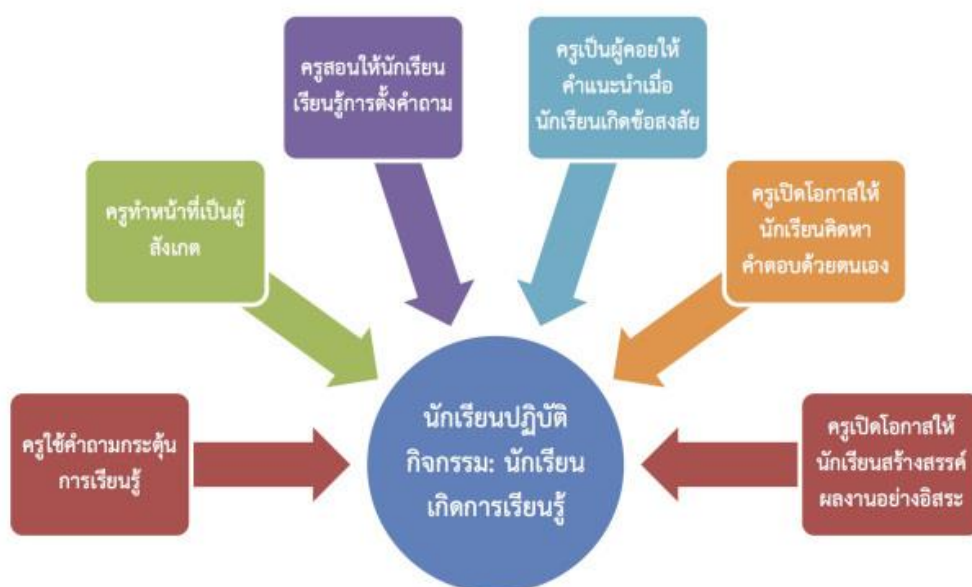 ครูสอนให้นักเรียน
เรียนรู้การตั้งคำถาม
ครูเป็นผู้คอยให้
คำแนะนำเมื่อ
นักเรียนเกิดข้อสงสัย
ครูทำหน้าที่เป็นผู้
สังเกต
ครูเปิดโอกาสให้
นักเรียนคิดหา
คำตอบด้วยตนเอง
ครูใช้คำถามกระตุ้น
การเรียนรู้
นักเรียนปฏิบัติ
กิจกรรม: นักเรียน
เกิดการเรียนรู้
ครูเปิดโอกาสให้
นักเรียนสร้างสรรค์
ผลงานอย่างอิสระ